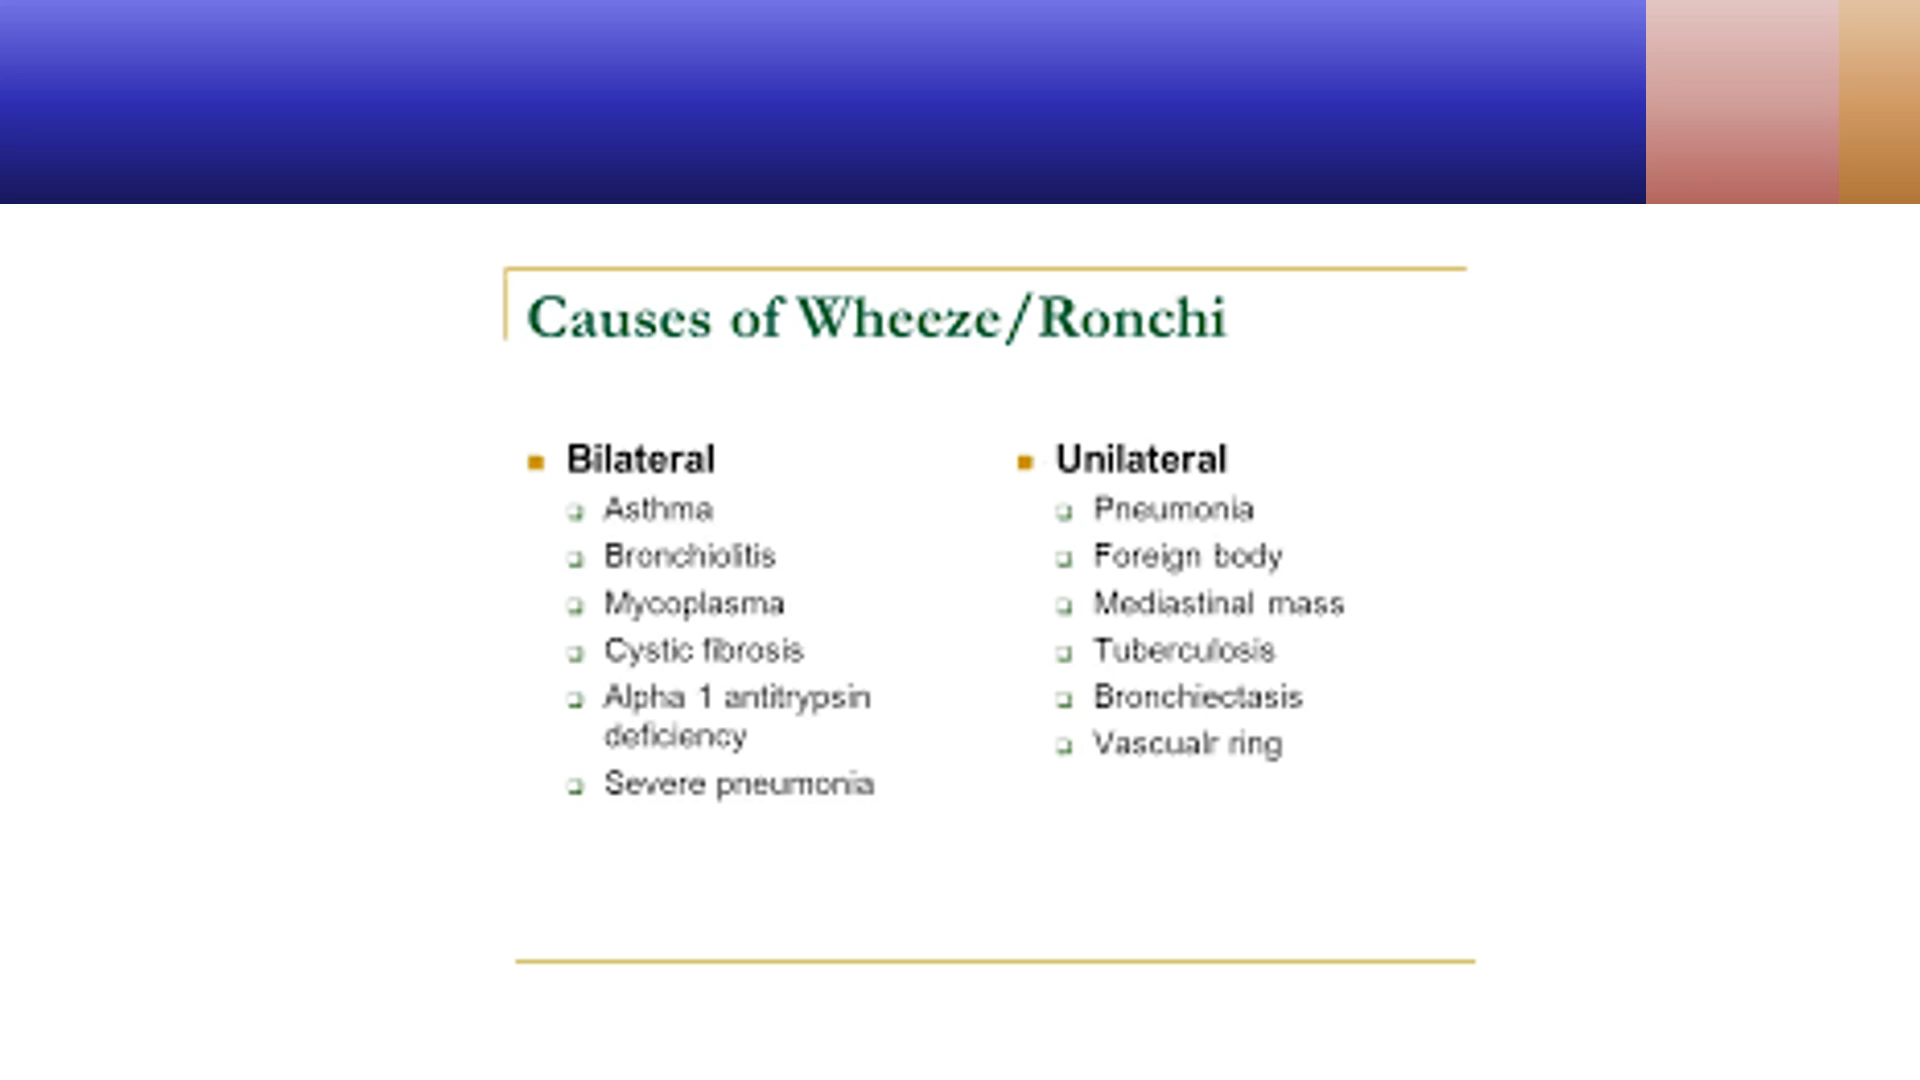 Causes of Wheeze/Ronchi
Bilateral
Asthma
Bronchiolitis
Mycoplasma
Cystic fibrosis
Alpha 1 antitrypsin
deficiency
Severe pneumonia
Unilateral
Pneumonia
Foreign body
Mediastinal mass
Tuberculosis
Bronchiectasis
Vascualr ring